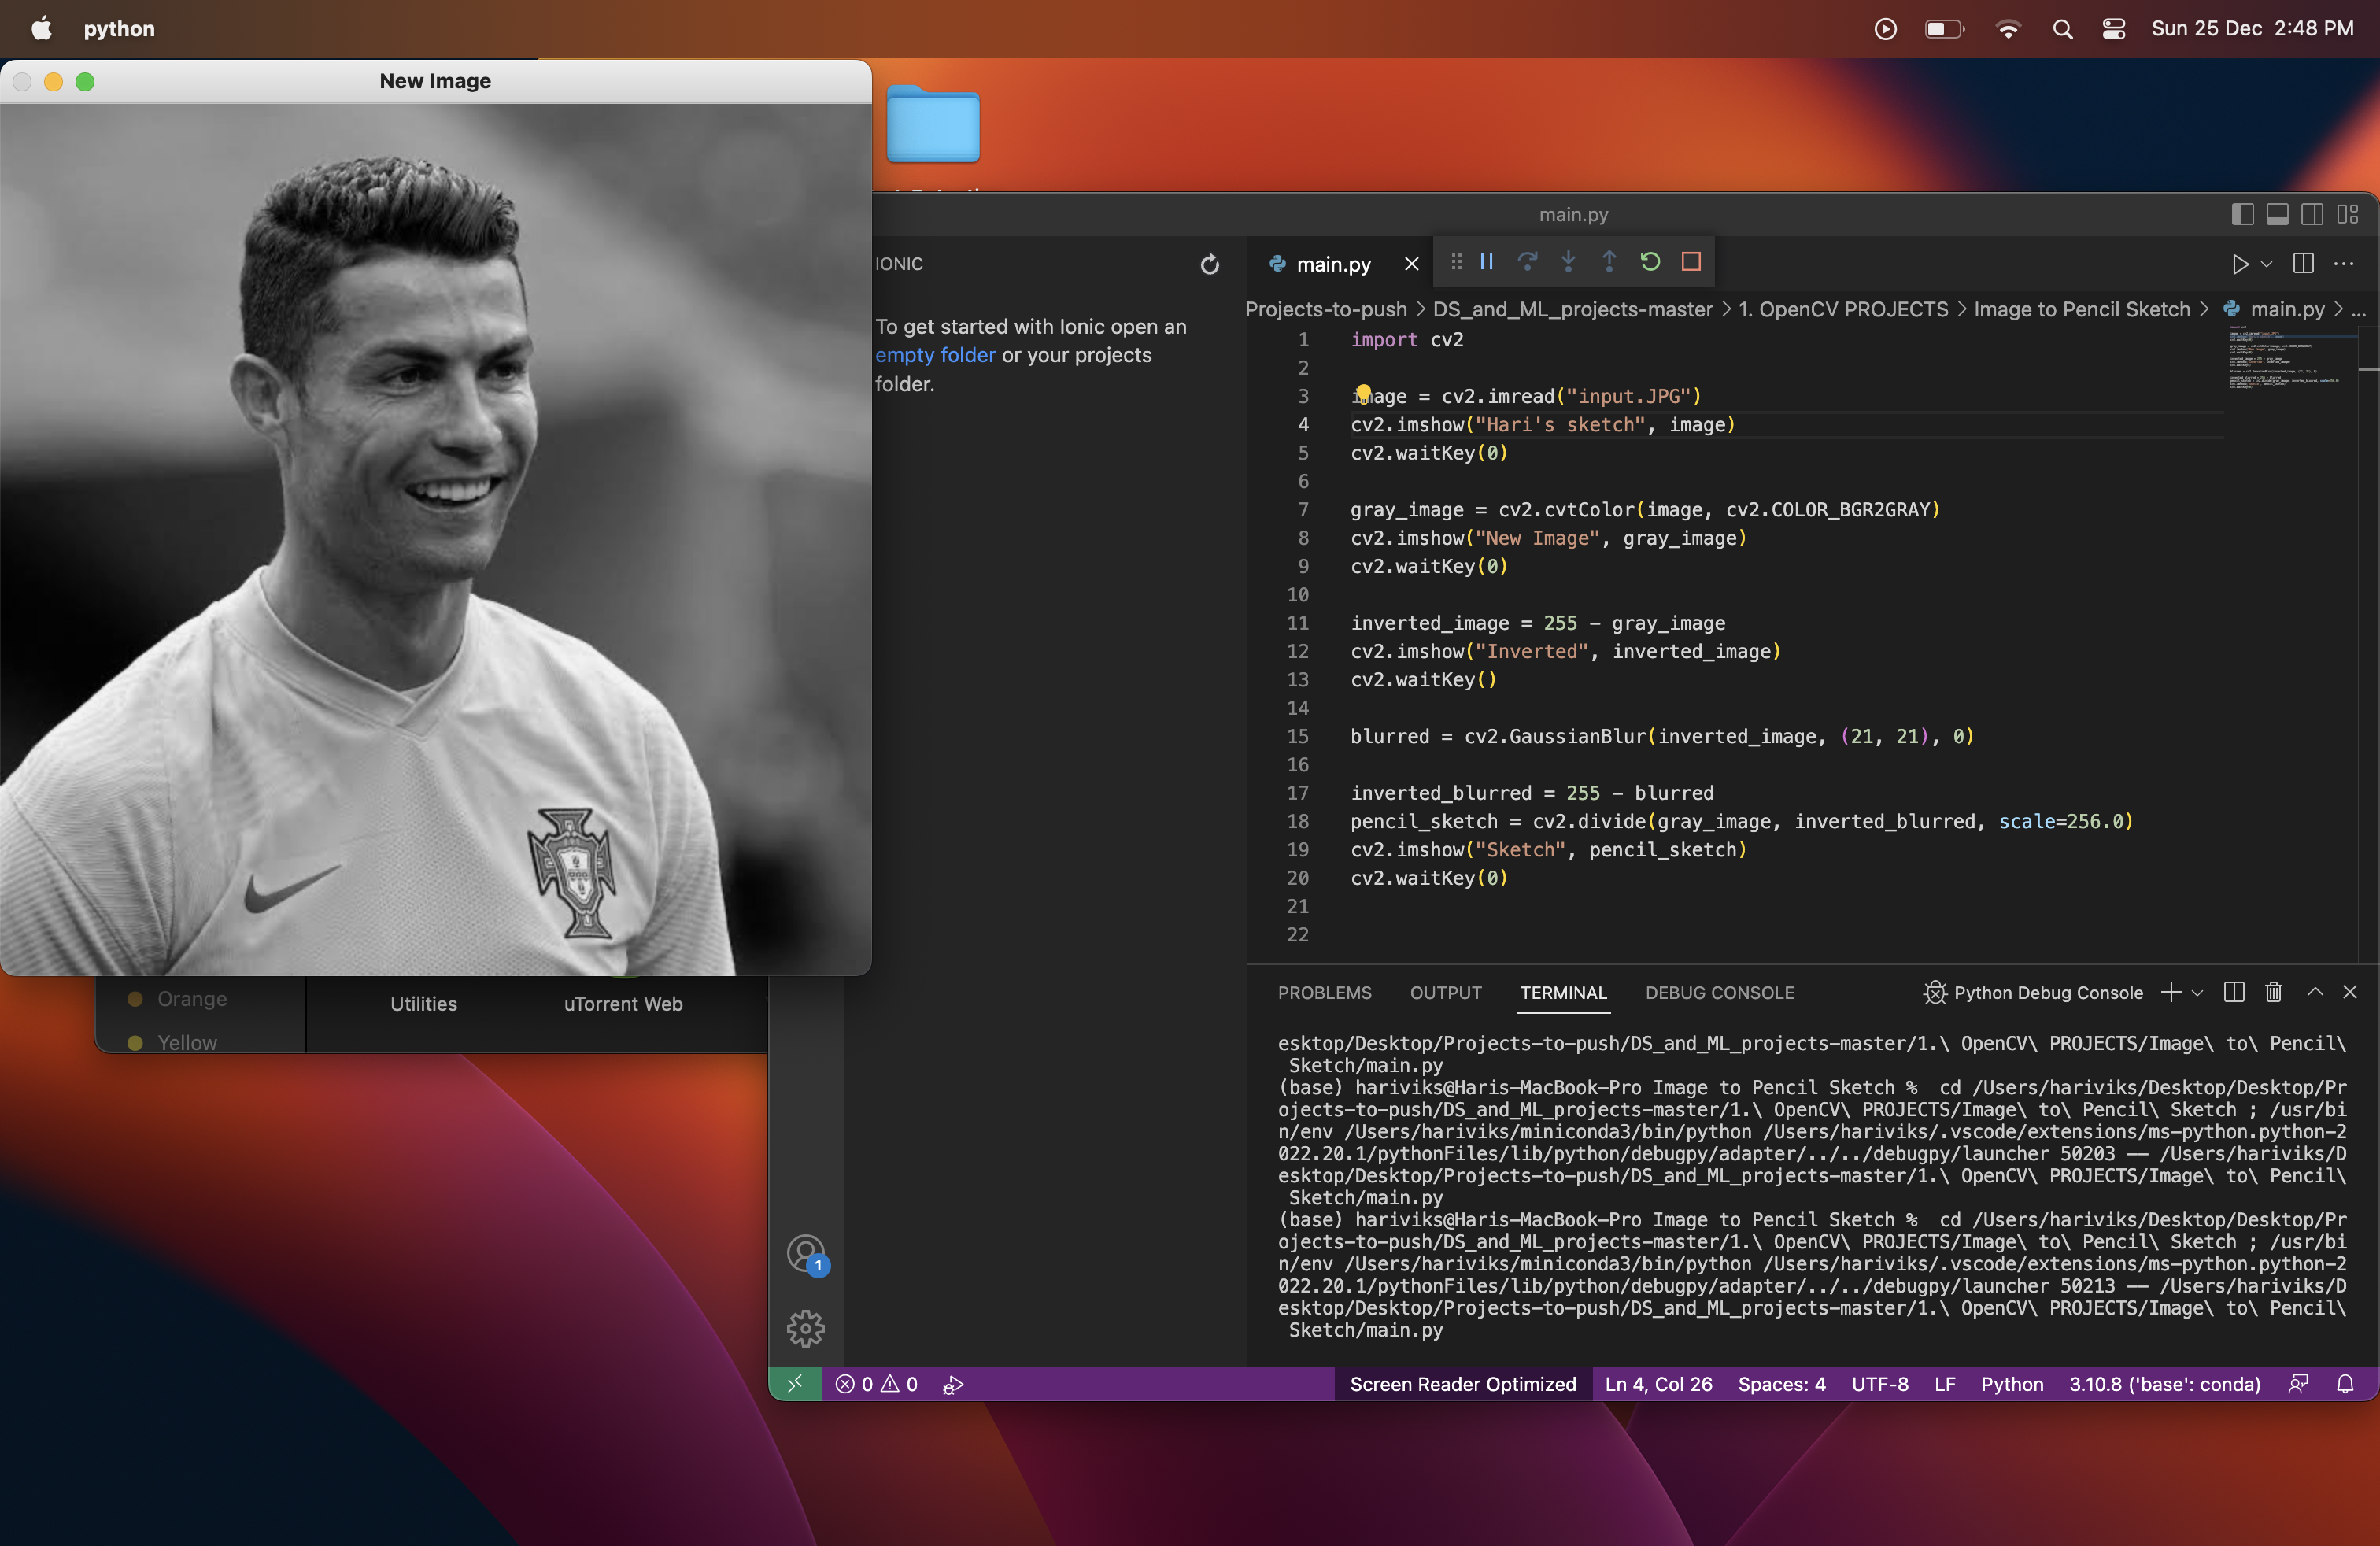 python
Sun 25 Dec 2:48 PM
New Image
main.py
IONIC
To get started with Ionic open an
empty folder or your projects
folder.
main.py
Projects-to-push > DS_and_ML_projects-master > 1. OpenCV PROJECTS > Image to Pencil Sketch > main.py > ...
1 import cv2
2
3 image = cv2.imread("input.JPG")
4 cv2.imshow("Hari's sketch", image)
5 cv2.waitKey(0)
6
7 gray_image = cv2.cvtColor(image, cv2.COLOR_BGR2GRAY)
8 cv2.imshow("New Image", gray_image)
9 cv2.waitKey(0)
10
11 inverted_image = 255 - gray_image
12 cv2.imshow("Inverted", inverted_image)
13 cv2.waitKey()
14
15 blurred = cv2.GaussianBlur(inverted_image, (21, 21), 0)
16
17 inverted_blurred = 255 - blurred
18 pencil_sketch = cv2.divide(gray_image, inverted_blurred, scale=256.0)
19 cv2.imshow("Sketch", pencil_sketch)
20 cv2.waitKey(0)
21
22
Orange
Yellow
Utilities
uTorrent Web
PROBLEMS OUTPUT TERMINAL DEBUG CONSOLE Python Debug Console
esktop/Desktop/Projects-to-push/DS_and_ML_projects-master/1.\ OpenCV\ PROJECTS/Image\ to\ Pencil\
Sketch/main.py
(base) hariviks@Haris-MacBook-Pro Image to Pencil Sketch % cd /Users/hariviks/Desktop/Desktop/Pr
ojects-to-push/DS_and_ML_projects-master/1.\ OpenCV\ PROJECTS/Image\ to\ Pencil\ Sketch ; /usr/bi
n/env /Users/hariviks/miniconda3/bin/python /Users/hariviks/.vscode/extensions/ms-python.python-2
022.20.1/pythonFiles/lib/python/debugpy/adapter/../../debugpy/launcher 50203 -- /Users/hariviks/D
esktop/Desktop/Projects-to-push/DS_and_ML_projects-master/1.\ OpenCV\ PROJECTS/Image\ to\ Pencil\
Sketch/main.py
(base) hariviks@Haris-MacBook-Pro Image to Pencil Sketch % cd /Users/hariviks/Desktop/Desktop/Pr
ojects-to-push/DS_and_ML_projects-master/1.\ OpenCV\ PROJECTS/Image\ to\ Pencil\ Sketch ; /usr/bi
n/env /Users/hariviks/miniconda3/bin/python /Users/hariviks/.vscode/extensions/ms-python.python-2
022.20.1/pythonFiles/lib/python/debugpy/adapter/../../debugpy/launcher 50213 -- /Users/hariviks/D
esktop/Desktop/Projects-to-push/DS_and_ML_projects-master/1.\ OpenCV\ PROJECTS/Image\ to\ Pencil\
Sketch/main.py
1
0 0 Screen Reader Optimized Ln 4, Col 26 Spaces: 4 UTF-8 LF Python 3.10.8 ('base': conda)